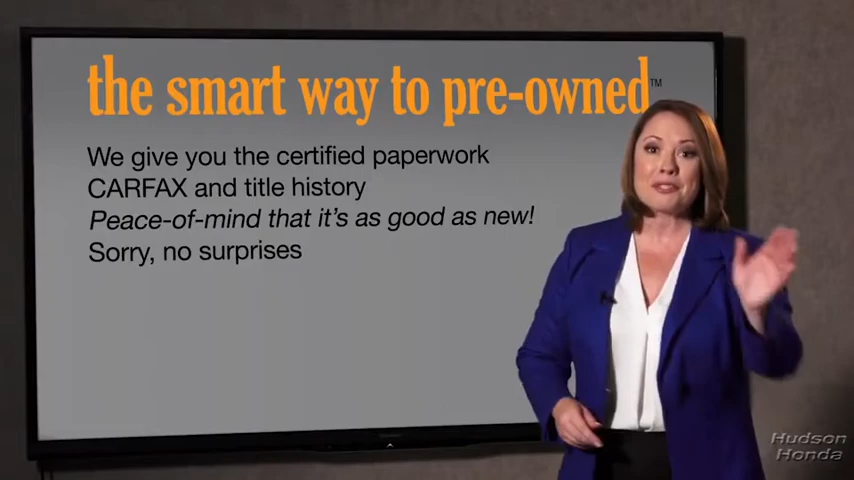 the smart way to pre-owned™
We give you the certified paperwork
CARFAX and title history
Peace-of-mind that it's as good as new!
Sorry, no surprises
Hudson
Honda